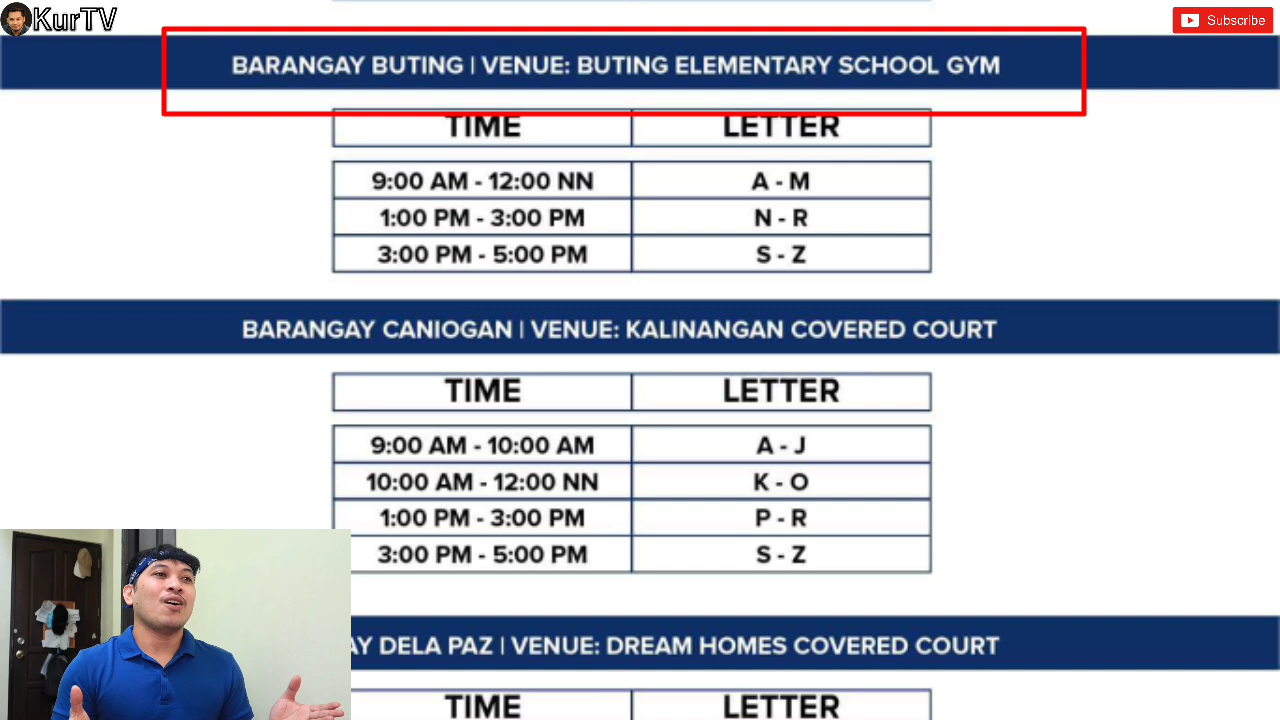 KurTV
Subscribe
BARANGAY BUTING | VENUE: BUTING ELEMENTARY SCHOOL GYM
TIME LETTER
9:00 AM - 12:00 NN A - M
1:00 PM - 3:00 PM N - R
3:00 PM - 5:00 PM S - Z
BARANGAY CANIOGAN | VENUE: KALINANGAN COVERED COURT
TIME LETTER
9:00 AM - 10:00 AM A - J
10:00 AM - 12:00 NN K - O
1:00 PM - 3:00 PM P - R
3:00 PM - 5:00 PM S - Z
AY DELA PAZ | VENUE: DREAM HOMES COVERED COURT
TIME LETTER